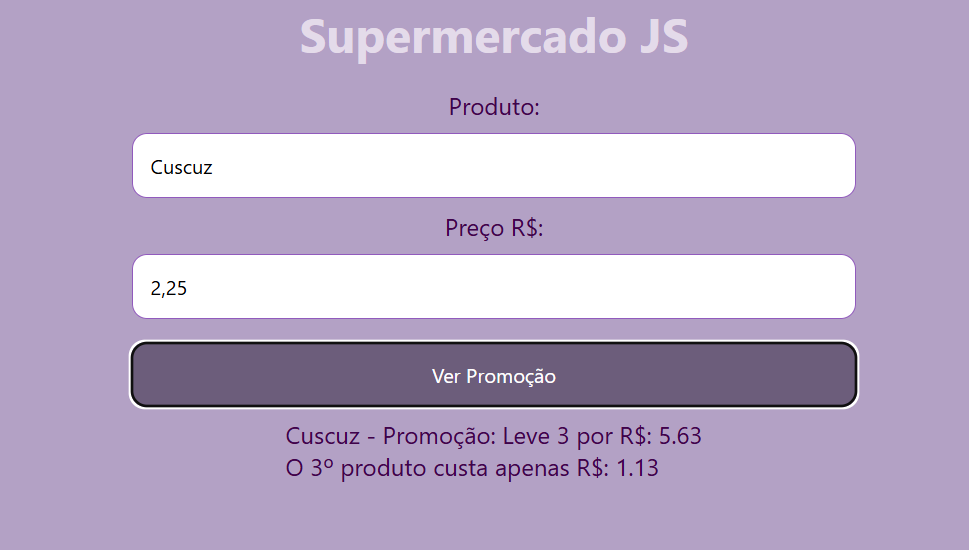 Supermercado JS
Produto:
Cuscuz
Preço R$:
2,25
Ver Promoção
Cuscuz - Promoção: Leve 3 por R$: 5.63
O 3º produto custa apenas R$: 1.13